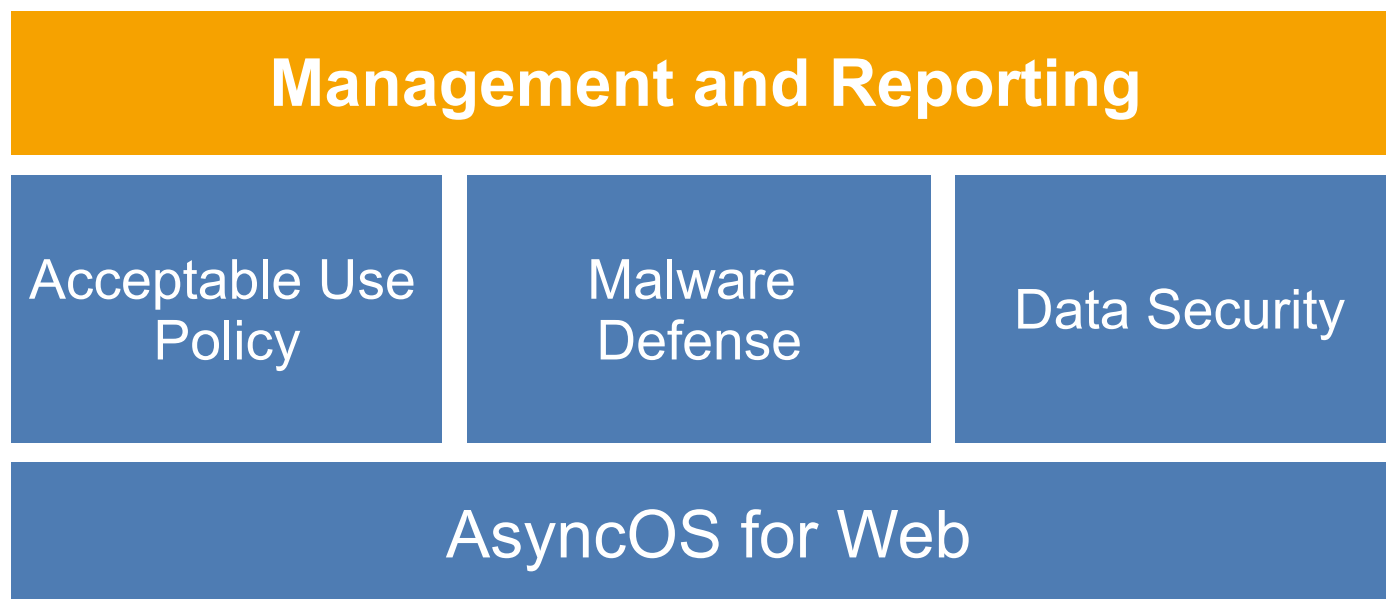 Management and Reporting
Acceptable Use
Policy
Malware
Defense
Data Security
AsyncOS for Web